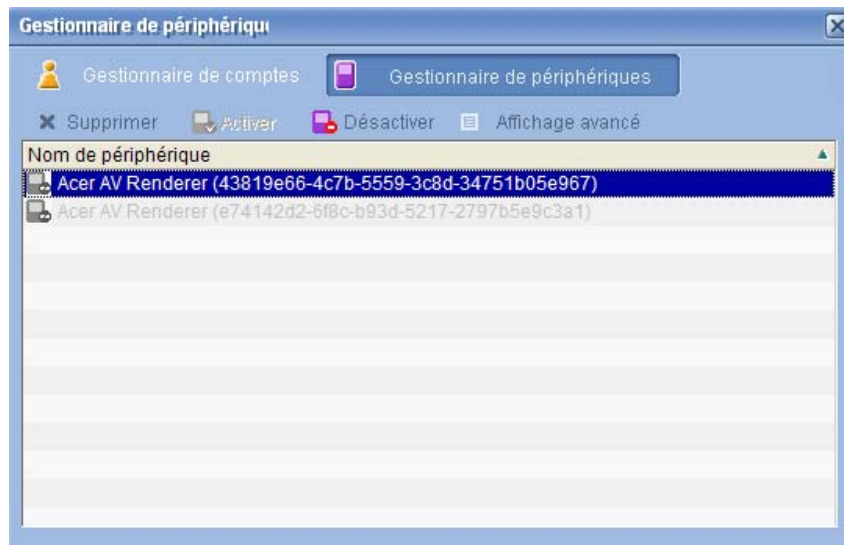 Gestionnaire de périphériqu
Gestionnaire de comptes Gestionnaire de périphériques
Supprimer Activer Désactiver Affichage avancé
Nom de périphérique
Acer AV Renderer (43819e66-4c7b-5559-3c8d-34751b05e967)
Acer AV Renderer (e74142d2-6f8c-b93d-5217-2797b5e9c3a1)